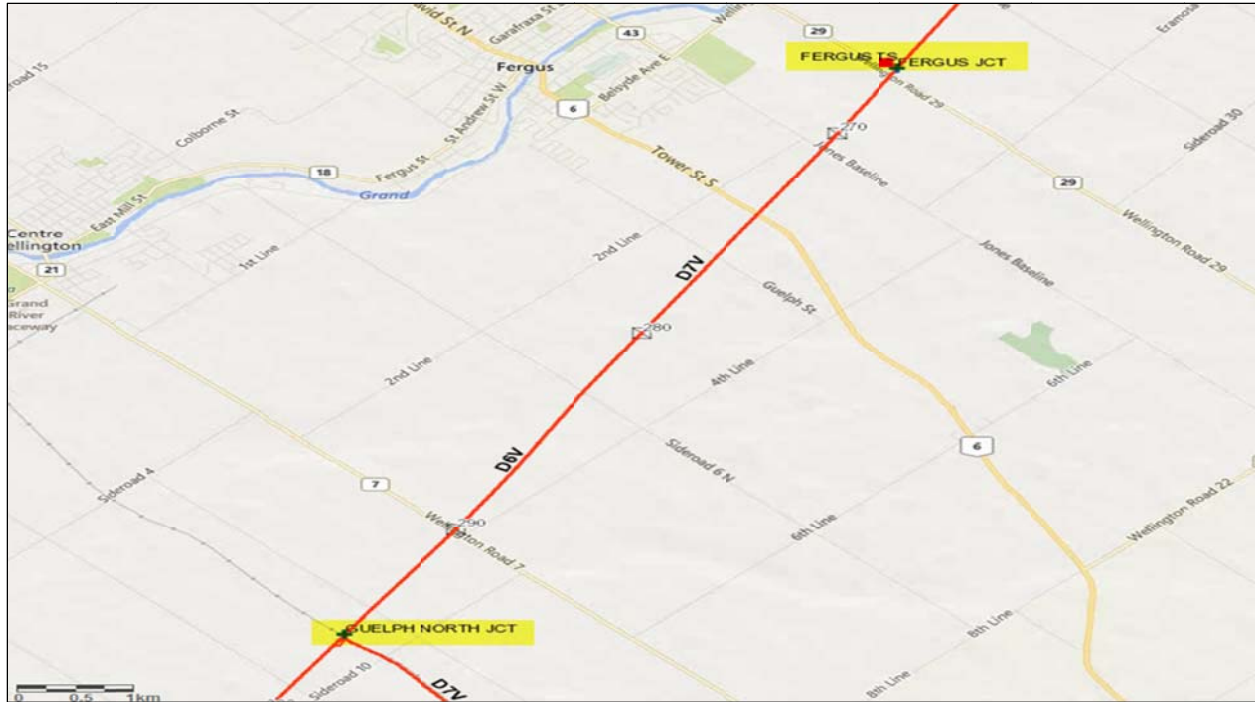 David St N
Garafraxa St E
43
29
Eramosa
Sideroad 15
Fergus
FERGUS TS
FERGUS JCT
Wellington Road 29
Belsyde Ave E
6
St Andrew St W
Colborne St
270
Sideroad 30
Jones Baseline
Tower St S
Fergus St
18
Grand
29
East Mill St
Wellington Road 29
Centre
Wellington
21
1st Line
2nd Line
D7V
Jones Baseline
Guelph St
Grand
River
Raceway
280
2nd Line
4th Line
6th Line
D6V
Sideroad 6 N
6
Sideroad 4
7
290
Wellington Road 7
6th Line
Wellington Road 22
GUELPH NORTH JCT
8th Line
Sideroad 10
D7V
8th Line
0 0.5 1km